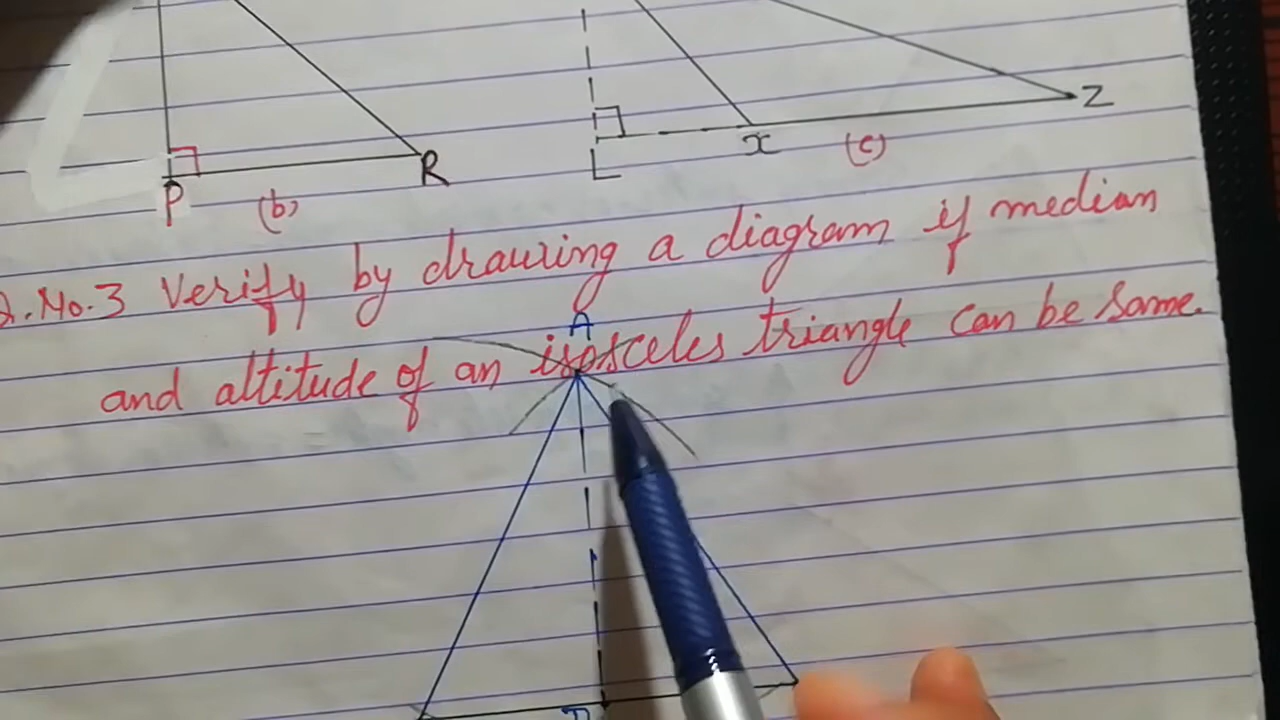 Z
x
(c)
R
P
(b)
Q.No.3 Verify by drawing a diagram if median
and altitude of an isosceles triangle can be same.
A
D